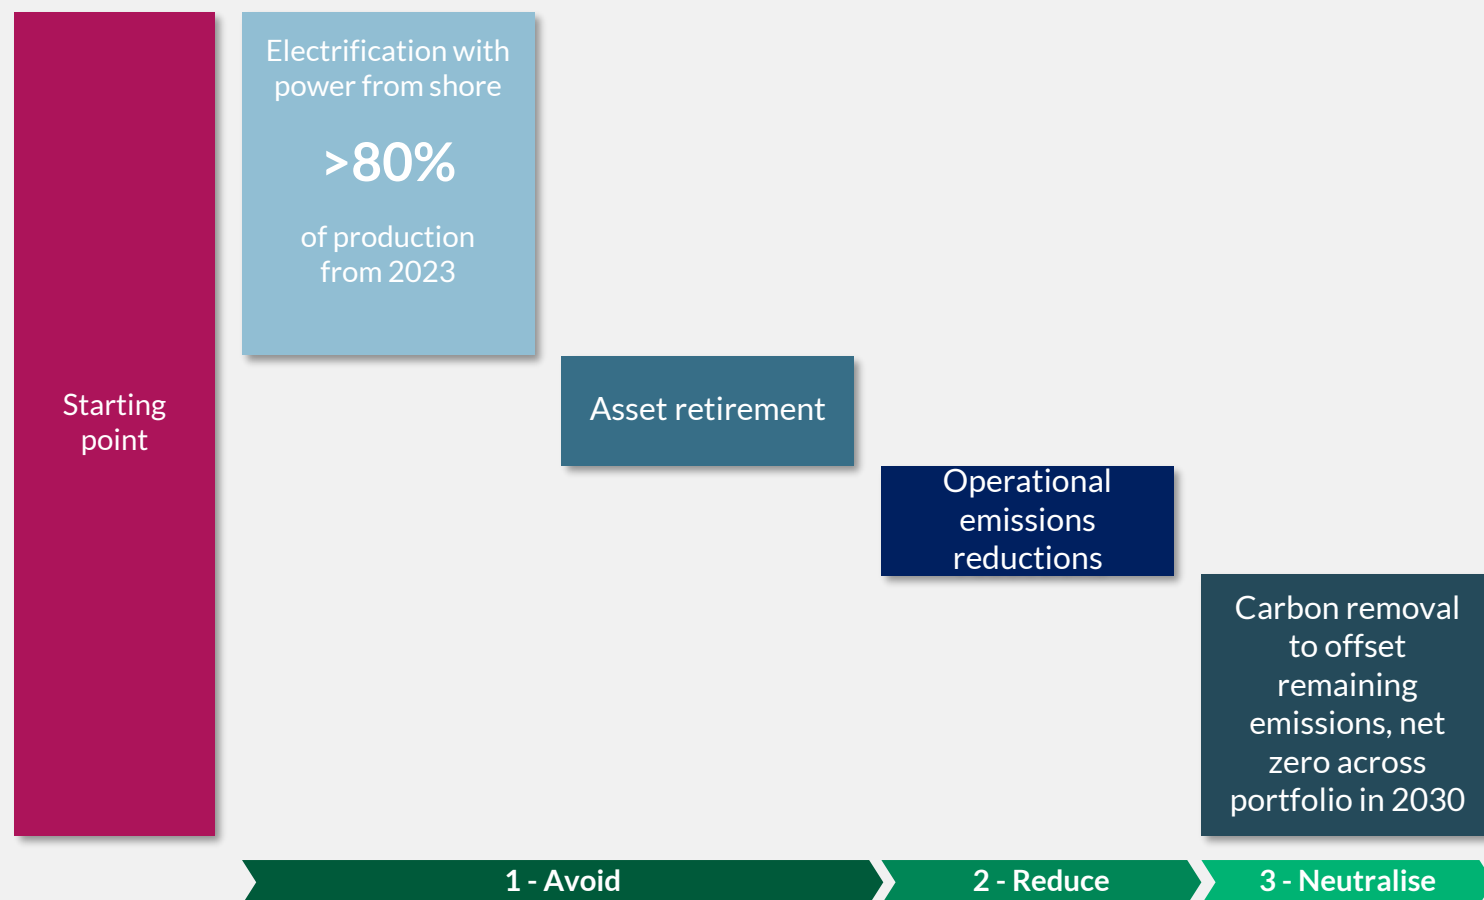 Starting
point
Electrification with
power from shore
>80%
of production
from 2023
Asset retirement
Operational
emissions
reductions
Carbon removal
to offset
remaining
emissions, net
zero across
portfolio in 2030
1 - Avoid
2 - Reduce
3 - Neutralise